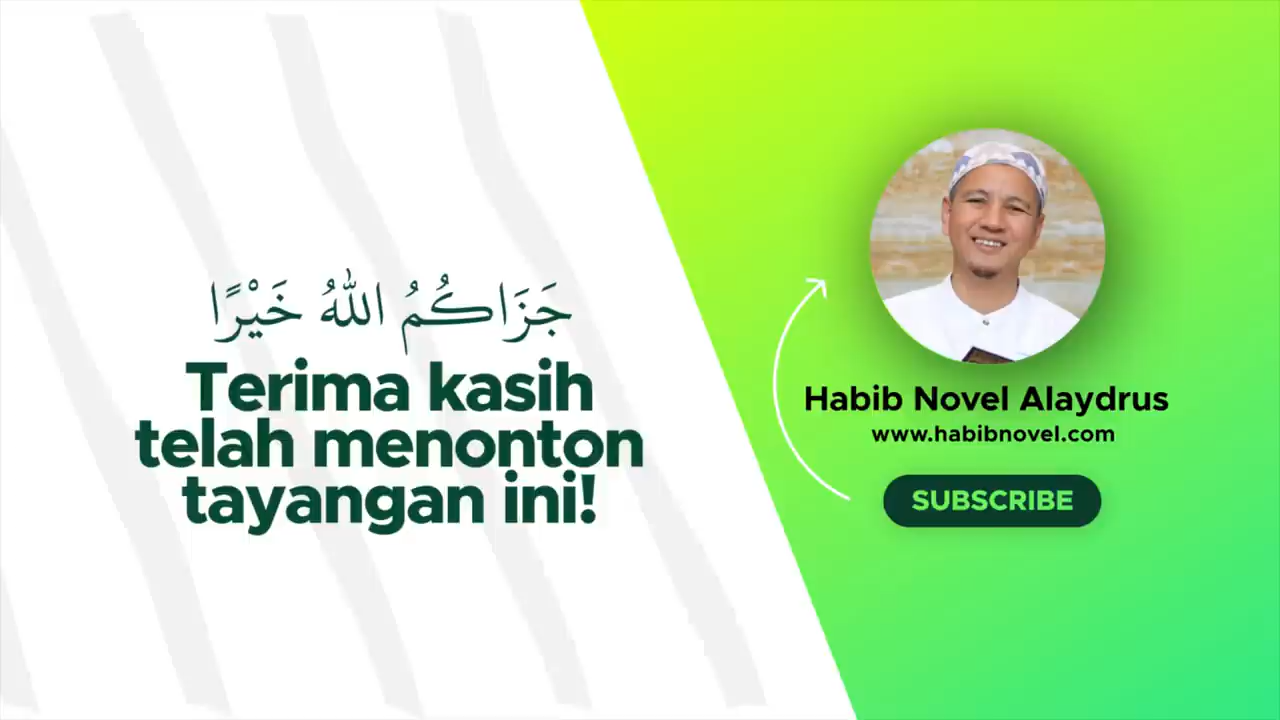 جَزَاكُمُ اللهُ خَيْرًا
Terima kasih
telah menonton
tayangan ini!
Habib Novel Alaydrus
www.habibnovel.com
SUBSCRIBE